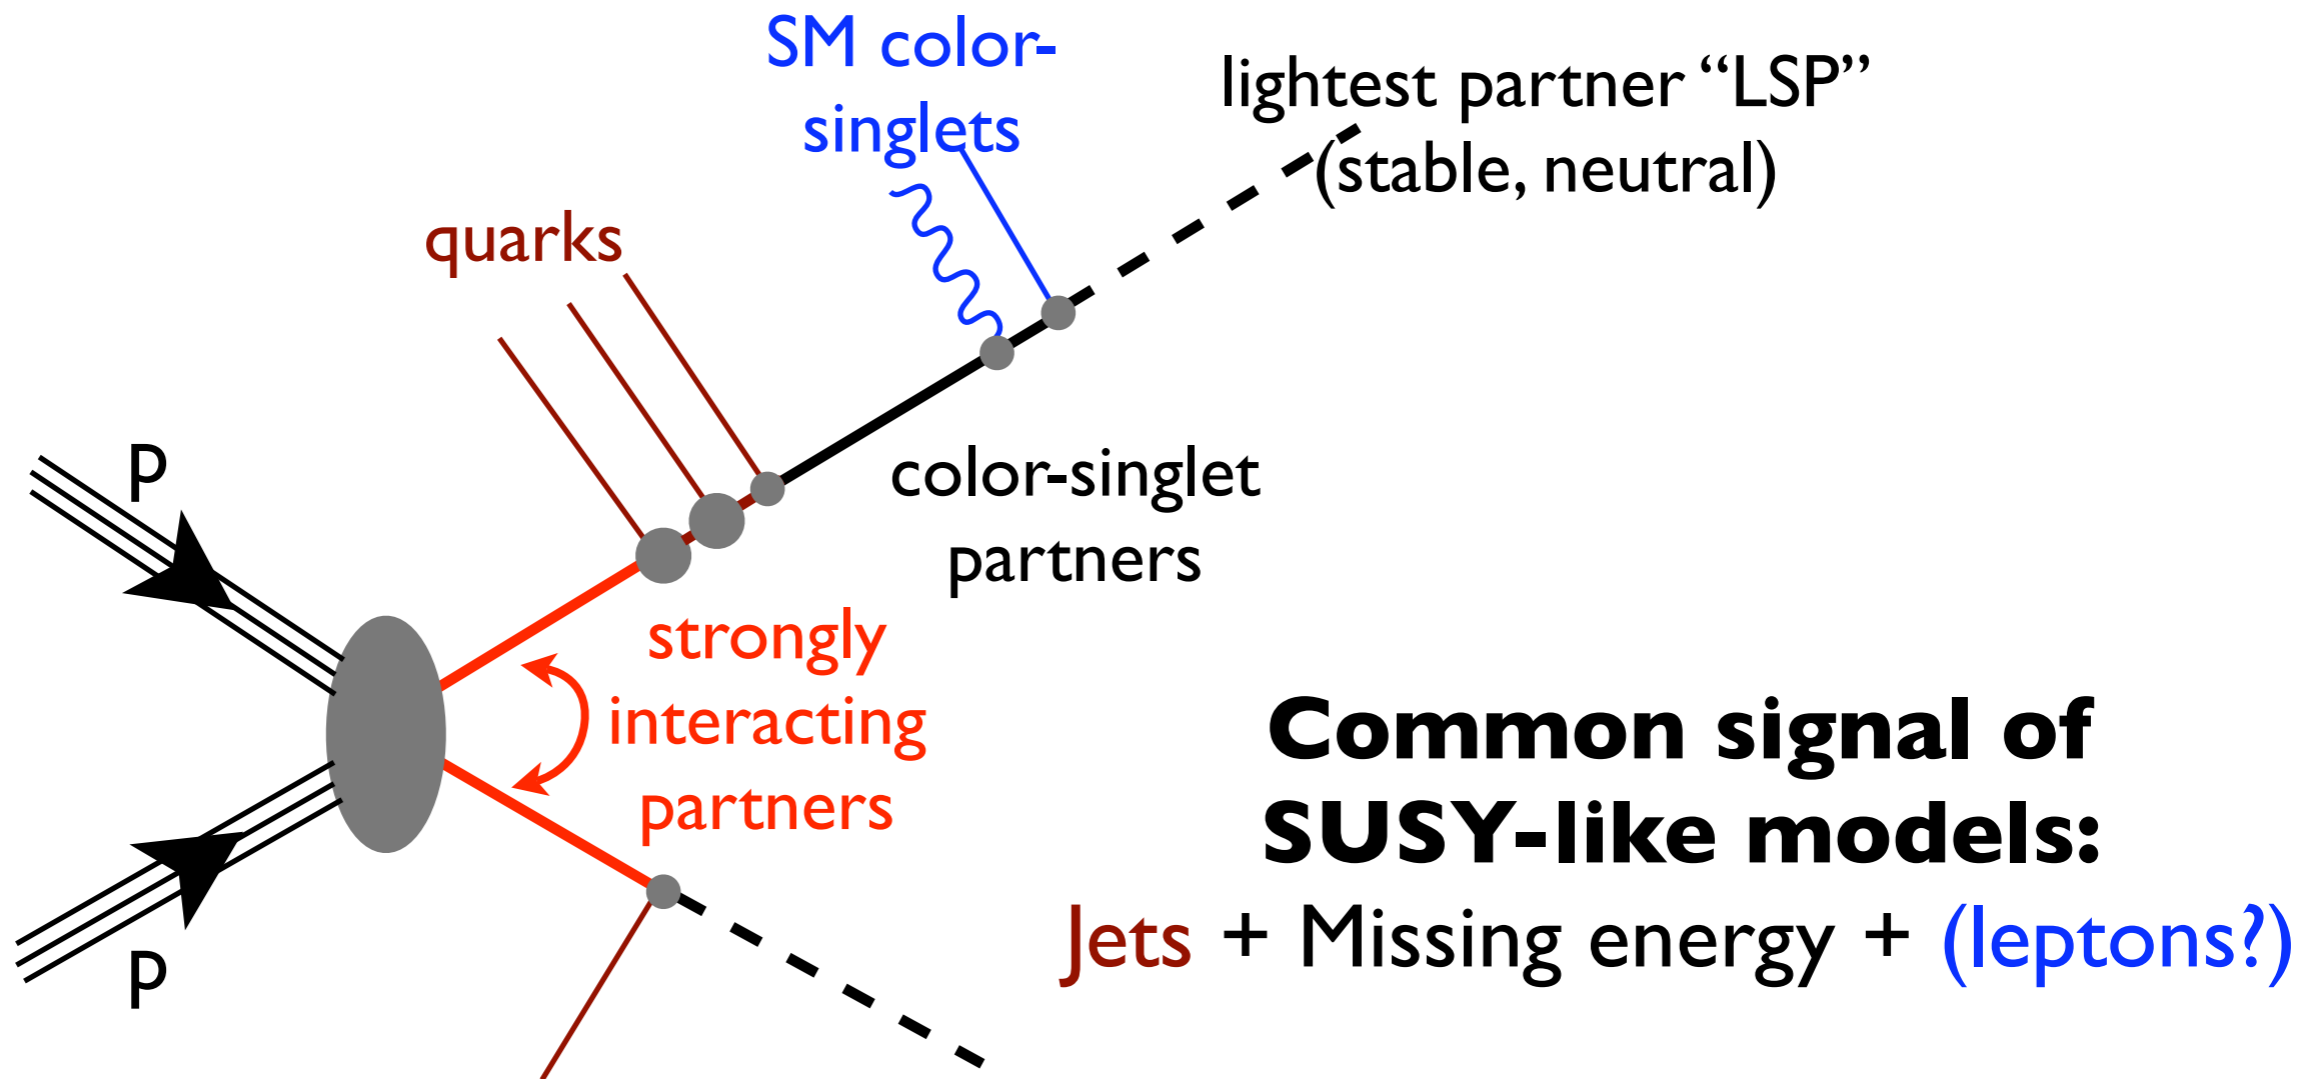 SM color-
singlets
lightest partner “LSP”
(stable, neutral)
quarks
p
color-singlet
partners
strongly
interacting
partners
p
Common signal of
SUSY-like models:
Jets + Missing energy + (leptons?)